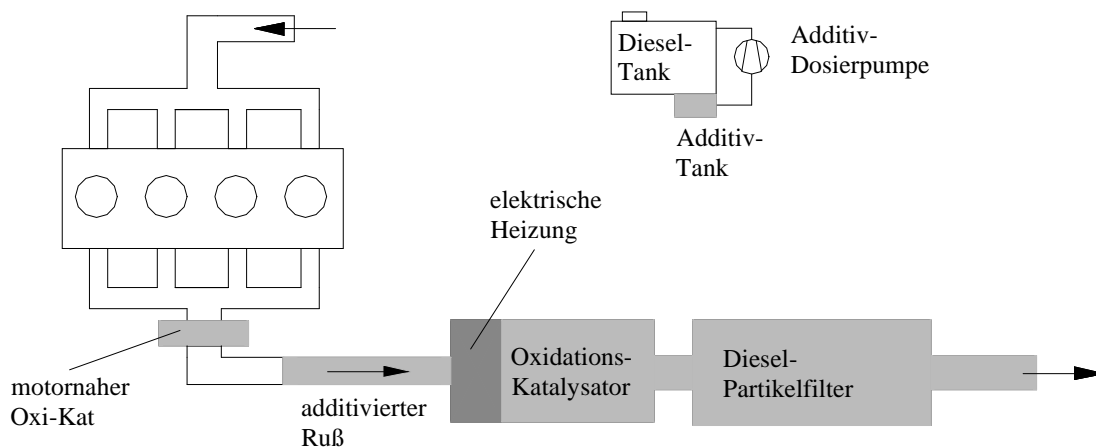 Diesel-
Tank
Additiv-
Dosierpumpe
Additiv-
Tank
elektrische
Heizung
motornaher
Oxi-Kat
additivierter
Ruß
Oxidations-
Katalysator
Diesel-
Partikelfilter